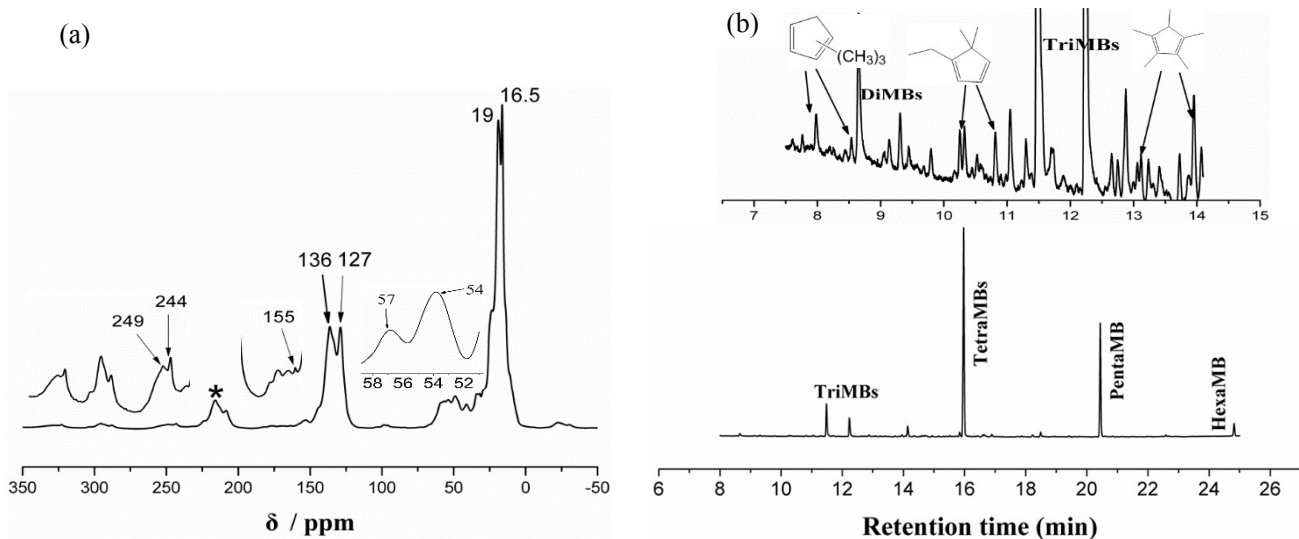 (a)
19
16.5
136
127
249
244
155
57
54
58 56 54 52
*
350 300 250 200 150 100 50 0 -50
δ / ppm
(b)
(CH₃)₃
DiMBs
TriMBs
7 8 9 10 11 12 13 14 15
TriMBs
TetraMBs
PentaMB
HexaMB
6 8 10 12 14 16 18 20 22 24 26
Retention time (min)